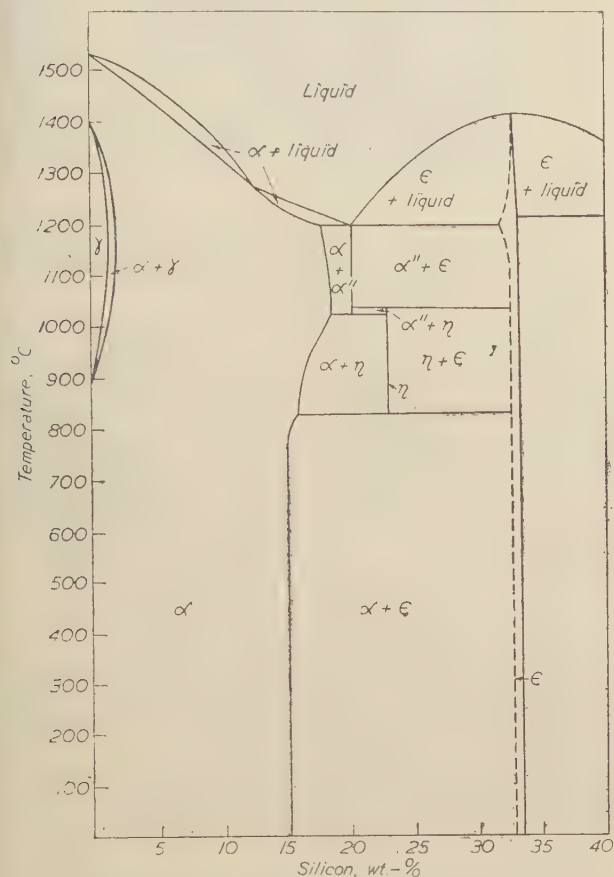 1500
1400
1300
1200
1100
1000
900
800
700
600
500
400
300
200
100
Temperature, °C
Liquid
α + liquid
ϵ
+ liquid
ϵ
+ liquid
γ
α + γ
α
+
α″
α″ + ϵ
α″ + η
α + η
η + ξ
η
α
α + ξ
ϵ
5
10
15
20
25
30
35
40
Silicon, wt.-%